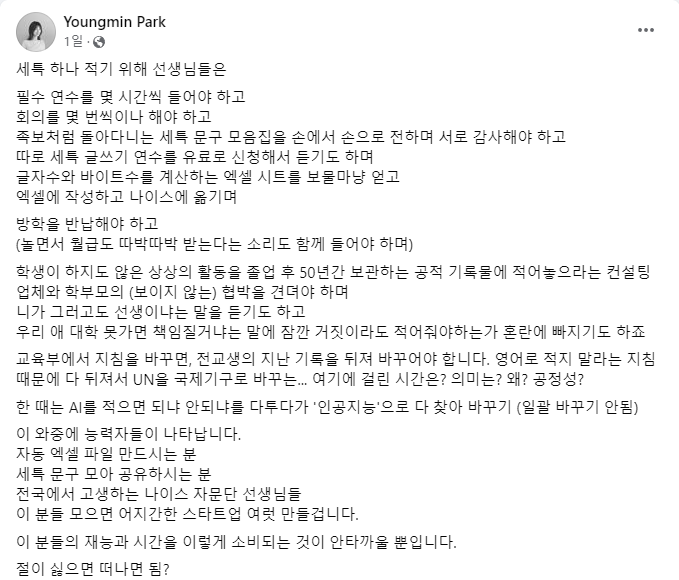 Youngmin Park
1일 ·
세특 하나 적기 위해 선생님들은
필수 연수를 몇 시간씩 들어야 하고
회의를 몇 번씩이나 해야 하고
족보처럼 돌아다니는 세특 문구 모음집을 손에서 손으로 전하며 서로 감사해야 하고
따로 세특 글쓰기 연수를 유료로 신청해서 듣기도 하며
글자수와 바이트수를 계산하는 엑셀 시트를 보물마냥 얻고
엑셀에 작성하고 나이스에 옮기며
방학을 반납해야 하고
(놀면서 월급도 따박따박 받는다는 소리도 함께 들어야 하며)
학생이 하지도 않은 상상의 활동을 졸업 후 50년간 보관하는 공적 기록물에 적어놓으라는 컨설팅
업체와 학부모의 (보이지 않는) 협박을 견뎌야 하며
니가 그러고도 선생이냐는 말을 듣기도 하고
우리 애 대학 못가면 책임질거냐는 말에 잠깐 거짓이라도 적어줘야하는가 혼란에 빠지기도 하죠
교육부에서 지침을 바꾸면, 전교생의 지난 기록을 뒤져 바꾸어야 합니다. 영어로 적지 말라는 지침
때문에 다 뒤져서 UN을 국제기구로 바꾸는... 여기에 걸린 시간은? 의미는? 왜? 공정성?
한 때는 AI를 적으면 되냐 안되냐를 다투다가 '인공지능'으로 다 찾아 바꾸기 (일괄 바꾸기 안됨)
이 와중에 능력자들이 나타납니다.
자동 엑셀 파일 만드시는 분
세특 문구 모아 공유하시는 분
전국에서 고생하는 나이스 자문단 선생님들
이 분들 모으면 어지간한 스타트업 여럿 만들겁니다.
이 분들의 재능과 시간을 이렇게 소비되는 것이 안타까울 뿐입니다.
절이 싫으면 떠나면 됨?